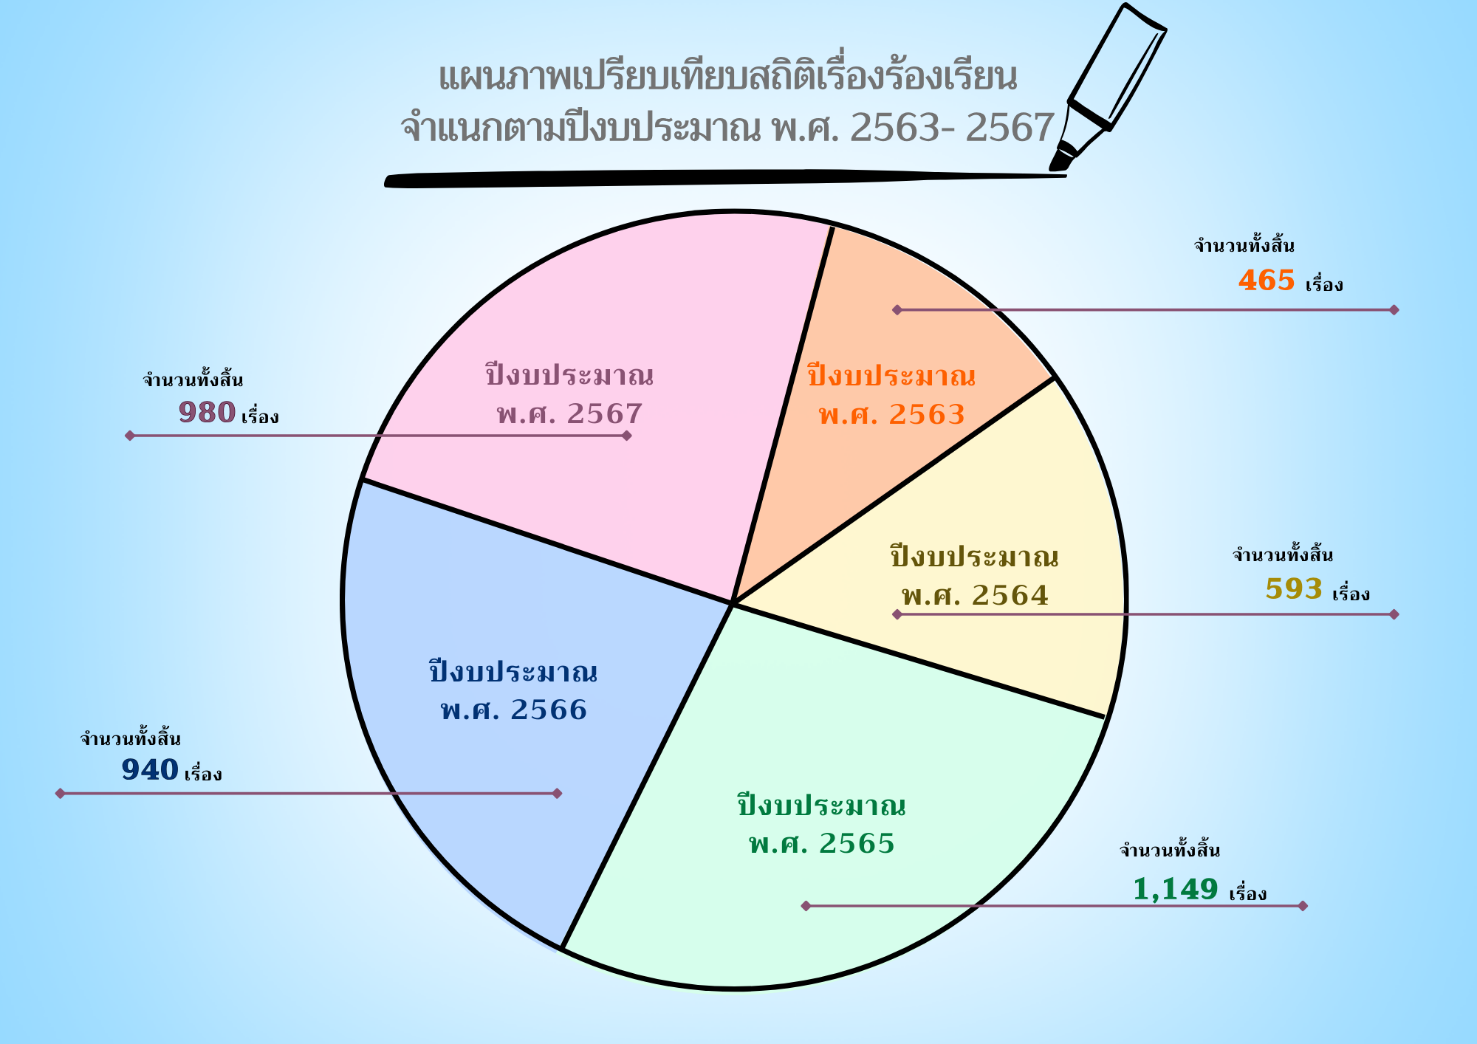 แผนภาพเปรียบเทียบสถิติเรื่องร้องเรียน
จำแนกตามปีงบประมาณ พ.ศ. 2563- 2567
จำนวนทั้งสิ้น
465 เรื่อง
ปีงบประมาณ
พ.ศ. 2567
ปีงบประมาณ
พ.ศ. 2563
จำนวนทั้งสิ้น
980 เรื่อง
ปีงบประมาณ
พ.ศ. 2564
จำนวนทั้งสิ้น
593 เรื่อง
ปีงบประมาณ
พ.ศ. 2566
จำนวนทั้งสิ้น
940 เรื่อง
ปีงบประมาณ
พ.ศ. 2565
จำนวนทั้งสิ้น
1,149 เรื่อง